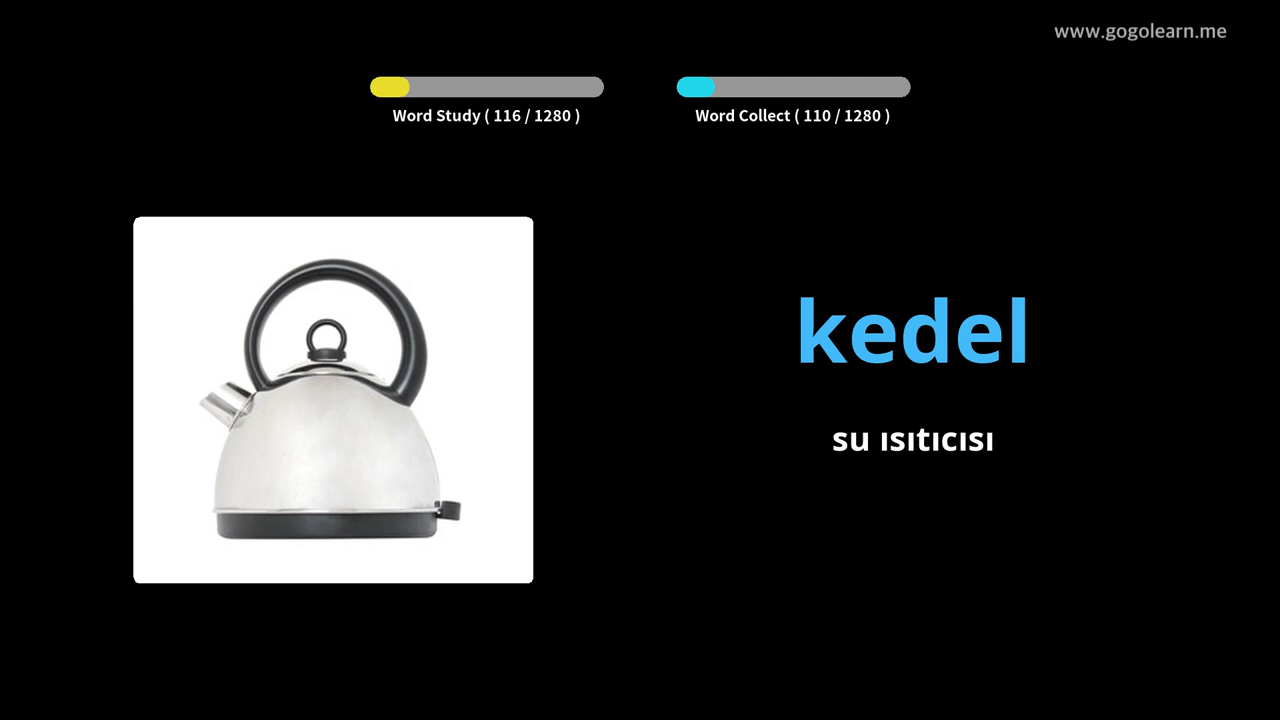 www.gogolearn.me
Word Study ( 116 / 1280 )
Word Collect ( 110 / 1280 )
kedel
su ısıtıcısı